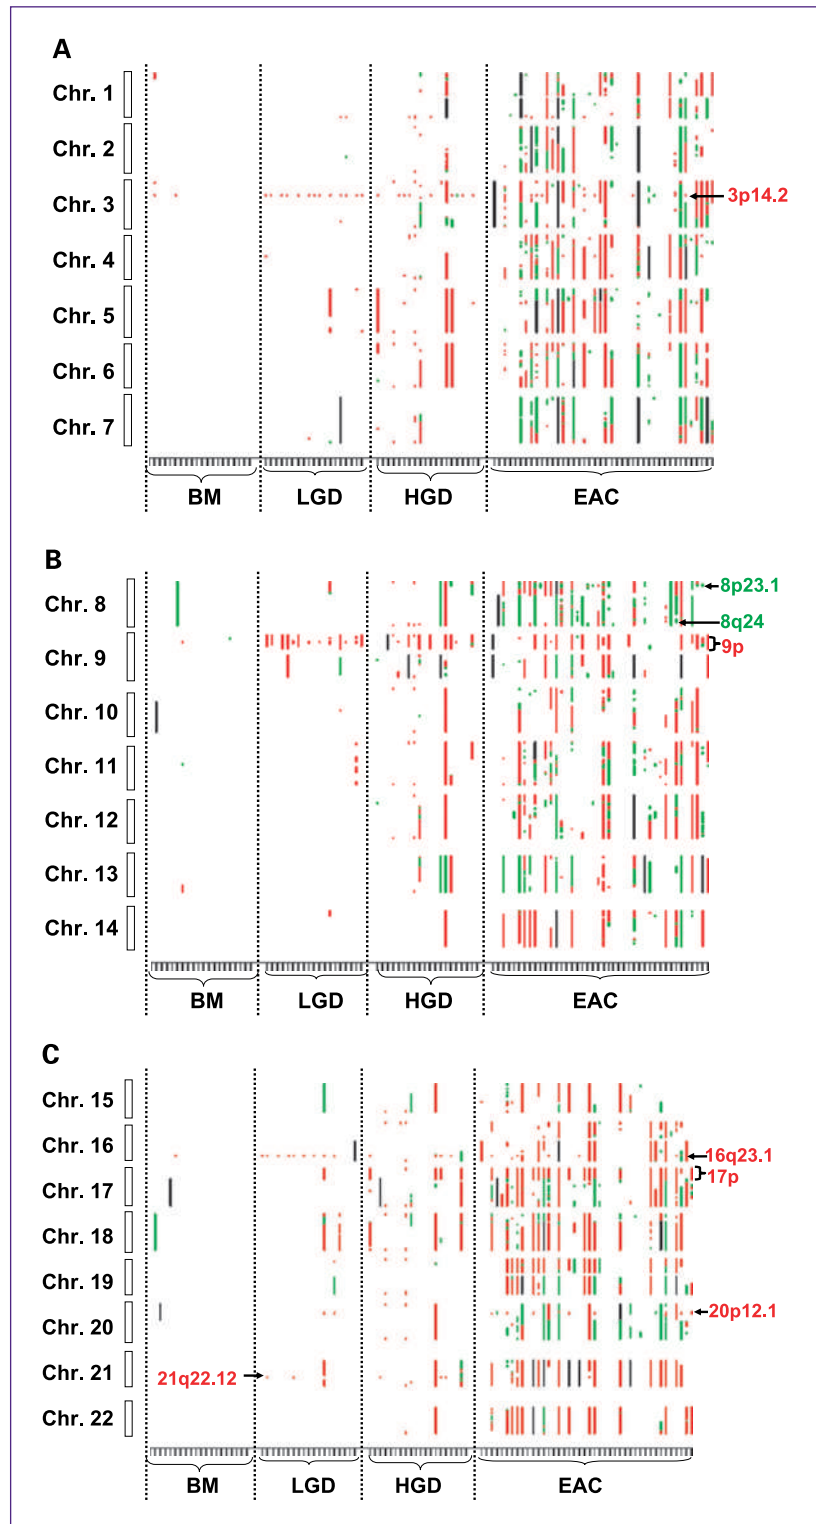 A
Chr. 1
Chr. 2
Chr. 3
3p14.2
Chr. 4
Chr. 5
Chr. 6
Chr. 7
BM LGD HGD EAC
B
Chr. 8
8p23.1
8q24
Chr. 9
9p
Chr. 10
Chr. 11
Chr. 12
Chr. 13
Chr. 14
BM LGD HGD EAC
C
Chr. 15
Chr. 16
16q23.1
Chr. 17
17p
Chr. 18
Chr. 19
Chr. 20
20p12.1
Chr. 21
21q22.12
Chr. 22
BM LGD HGD EAC